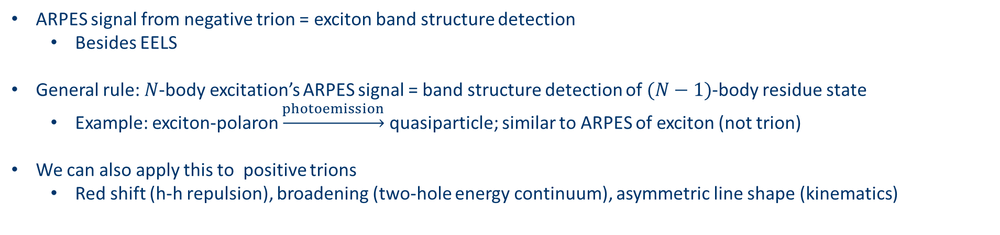 • ARPES signal from negative trion = exciton band structure detection
• Besides EELS
• General rule: N-body excitation’s ARPES signal = band structure detection of (N − 1)-body residue state
• Example: exciton-polaron photoemission⟶ quasiparticle; similar to ARPES of exciton (not trion)
• We can also apply this to  positive trions
• Red shift (h-h repulsion), broadening (two-hole energy continuum), asymmetric line shape (kinematics)